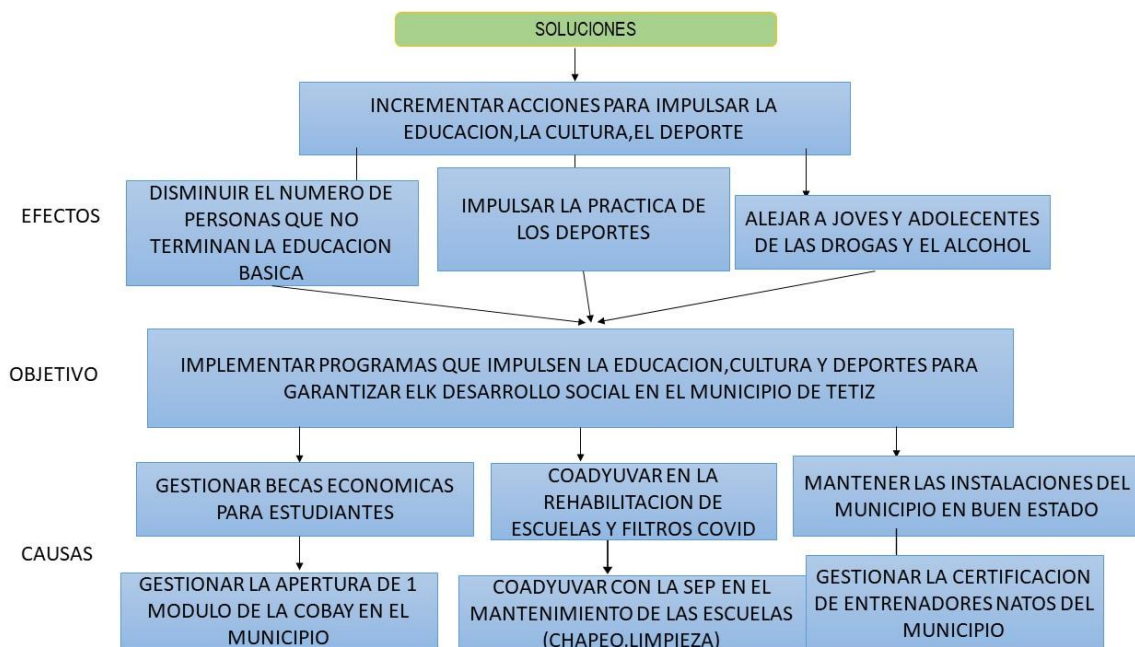 SOLUCIONES
INCREMENTAR ACCIONES PARA IMPULSAR LA
EDUCACION,LA CULTURA,EL DEPORTE
EFECTOS
DISMINUIR EL NUMERO DE
PERSONAS QUE NO
TERMINAN LA EDUCACION
BASICA
IMPULSAR LA PRACTICA DE
LOS DEPORTES
ALEJAR A JOVES Y ADOLECENTES
DE LAS DROGAS Y EL ALCOHOL
OBJETIVO
IMPLEMENTAR PROGRAMAS QUE IMPULSEN LA EDUCACION,CULTURA Y DEPORTES PARA
GARANTIZAR ELK DESARROLLO SOCIAL EN EL MUNICIPIO DE TETIZ
GESTIONAR BECAS ECONOMICAS
PARA ESTUDIANTES
COADYUVAR EN LA
REHABILITACION DE
ESCUELAS Y FILTROS COVID
MANTENER LAS INSTALACIONES DEL
MUNICIPIO EN BUEN ESTADO
CAUSAS
GESTIONAR LA APERTURA DE 1
MODULO DE LA COBAY EN EL
MUNICIPIO
COADYUVAR CON LA SEP EN EL
MANTENIMIENTO DE LAS ESCUELAS
(CHAPEO,LIMPIEZA)
GESTIONAR LA CERTIFICACION
DE ENTRENADORES NATOS DEL
MUNICIPIO